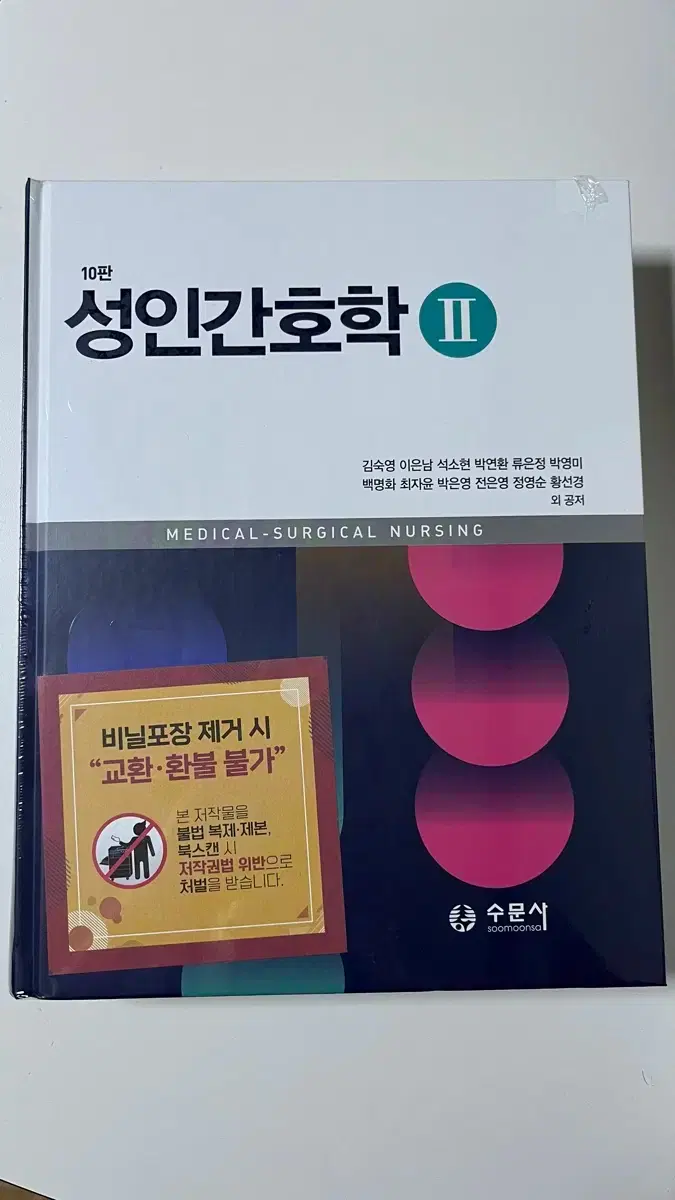 10판
성인간호학 II
김숙영 이은남 석소현 박연환 류은정 박영미
백명화 최자윤 박은영 전은영 정영순 황선경
외 공저
MEDICAL-SURGICAL NURSING
비닐포장 제거 시
“교환·환불 불가”
본 저작물을
불법 복제·제본,
북스캔 시
저작권법 위반으로
처벌을 받습니다.
수문사
soomoonsa